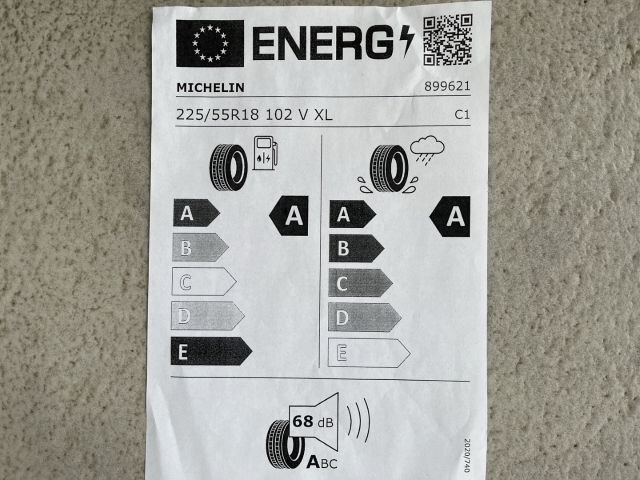 ENERG
MICHELIN 899621
225/55R18 102 V XL C1
A A A A
B B
C C
D D
E E
68 dB
ABC
2020/740